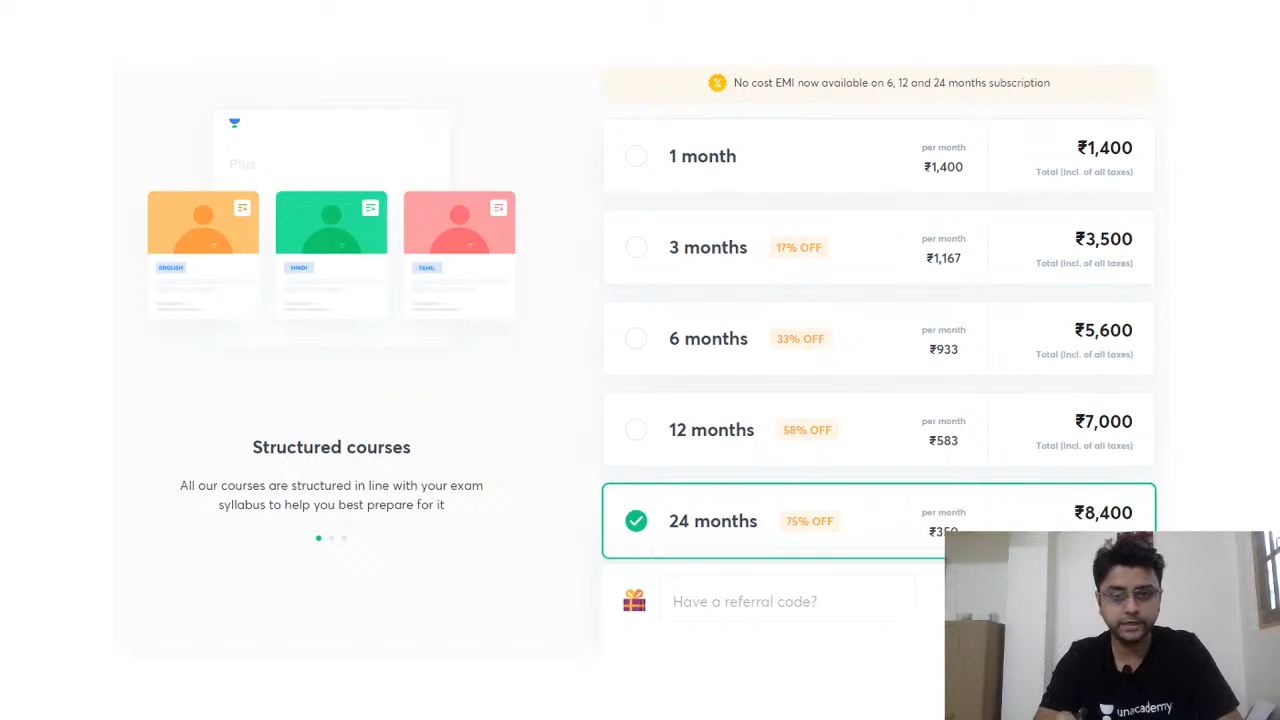 No cost EMI now available on 6, 12 and 24 months subscription
Plus
ENGLISH
HINDI
TAMIL
Structured courses
All our courses are structured in line with your exam
syllabus to help you best prepare for it
1 month
per month
₹1,400
₹1,400
Total (Incl. of all taxes)
3 months
17% OFF
per month
₹1,167
₹3,500
Total (Incl. of all taxes)
6 months
33% OFF
per month
₹933
₹5,600
Total (Incl. of all taxes)
12 months
58% OFF
per month
₹583
₹7,000
Total (Incl. of all taxes)
24 months
75% OFF
per month
₹350
₹8,400
Have a referral code?
unacademy